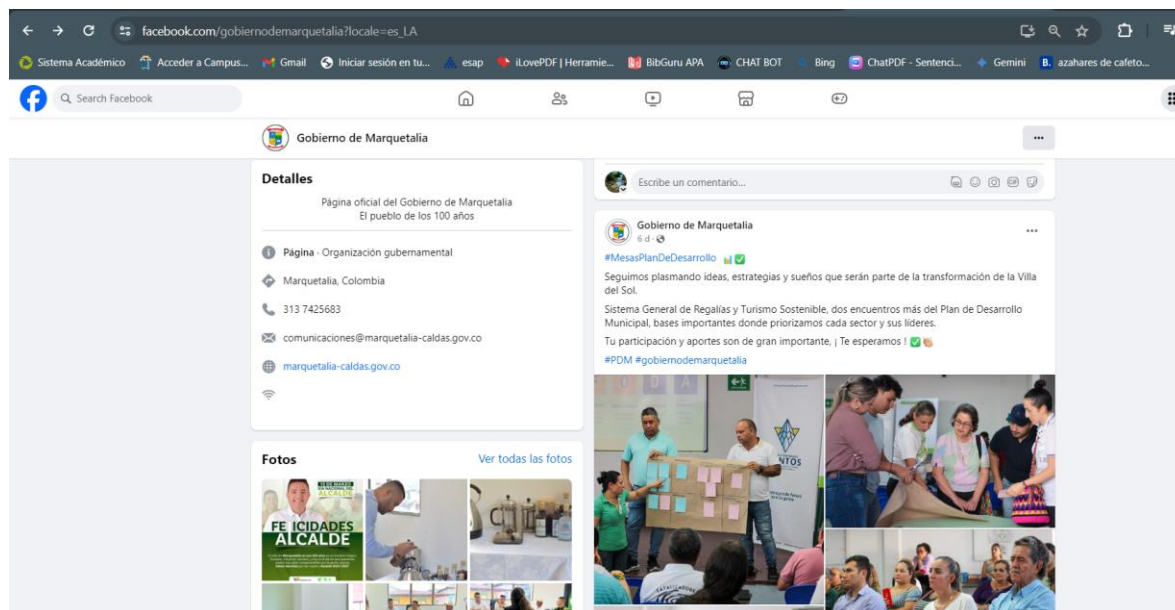 facebook.com/gobiernodemarquetalia?locale=es_LA
Sistema Académico
Acceder a Campus...
Gmail
Iniciar sesión en tu...
esap
iLovePDF | Herramie...
BibGuru APA
CHAT BOT
Bing
ChatPDF - Sentenci...
Gemini
azahares de cafeto...
Search Facebook
Gobierno de Marquetalia
Detalles
Página oficial del Gobierno de Marquetalia
El pueblo de los 100 años
Página · Organización gubernamental
Marquetalia, Colombia
313 7425683
comunicaciones@marquetalia-caldas.gov.co
marquetalia-caldas.gov.co
Fotos
Ver todas las fotos
ALCALDE
FE ICIDADES
ALCALDE
Escribe un comentario...
Gobierno de Marquetalia
6 d ·
#MesasPlanDeDesarrollo
Seguimos plasmando ideas, estrategias y sueños que serán parte de la transformación de la Villa
del Sol.
Sistema General de Regalías y Turismo Sostenible, dos encuentros más del Plan de Desarrollo
Municipal, bases importantes donde priorizamos cada sector y sus líderes.
Tu participación y aportes son de gran importante, ¡ Te esperamos !
#PDM #gobiernodemarquetalia